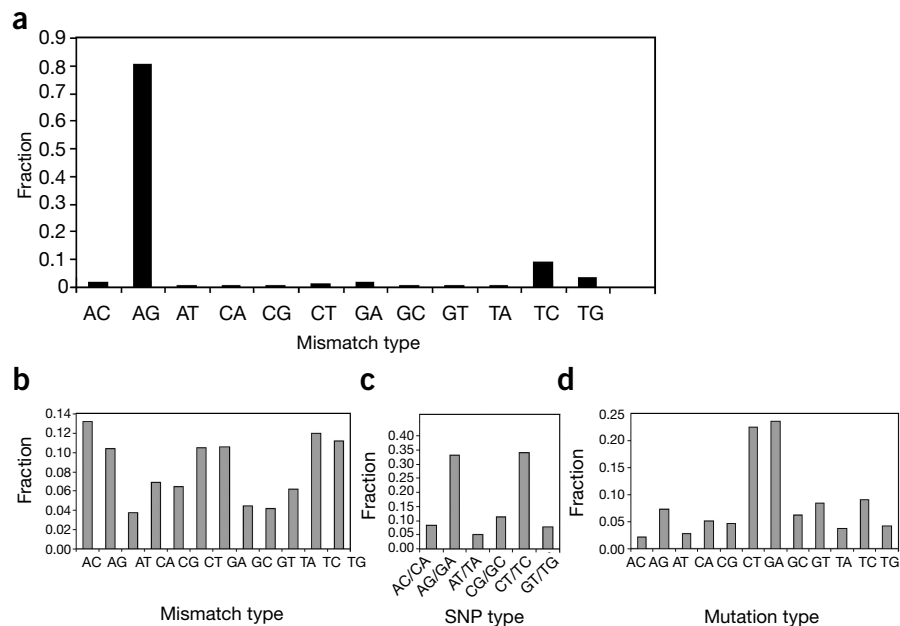 a
0.9
0.8
0.7
0.6
0.5
0.4
0.3
0.2
0.1
0
Fraction
AC AG AT CA CG CT GA GC GT TA TC TG
Mismatch type
b
0.14
0.12
0.10
0.08
0.06
0.04
0.02
0.00
Fraction
AC AG AT CA CG CT GA GC GT TA TC TG
Mismatch type
c
0.40
0.35
0.30
0.25
0.20
0.15
0.10
0.05
0.00
Fraction
AC/CA AG/GA AT/TA CG/GC CT/TC GT/TG
SNP type
d
0.25
0.20
0.15
0.10
0.05
0.00
Fraction
AC AG AT CA CG CT GA GC GT TA TC TG
Mutation type